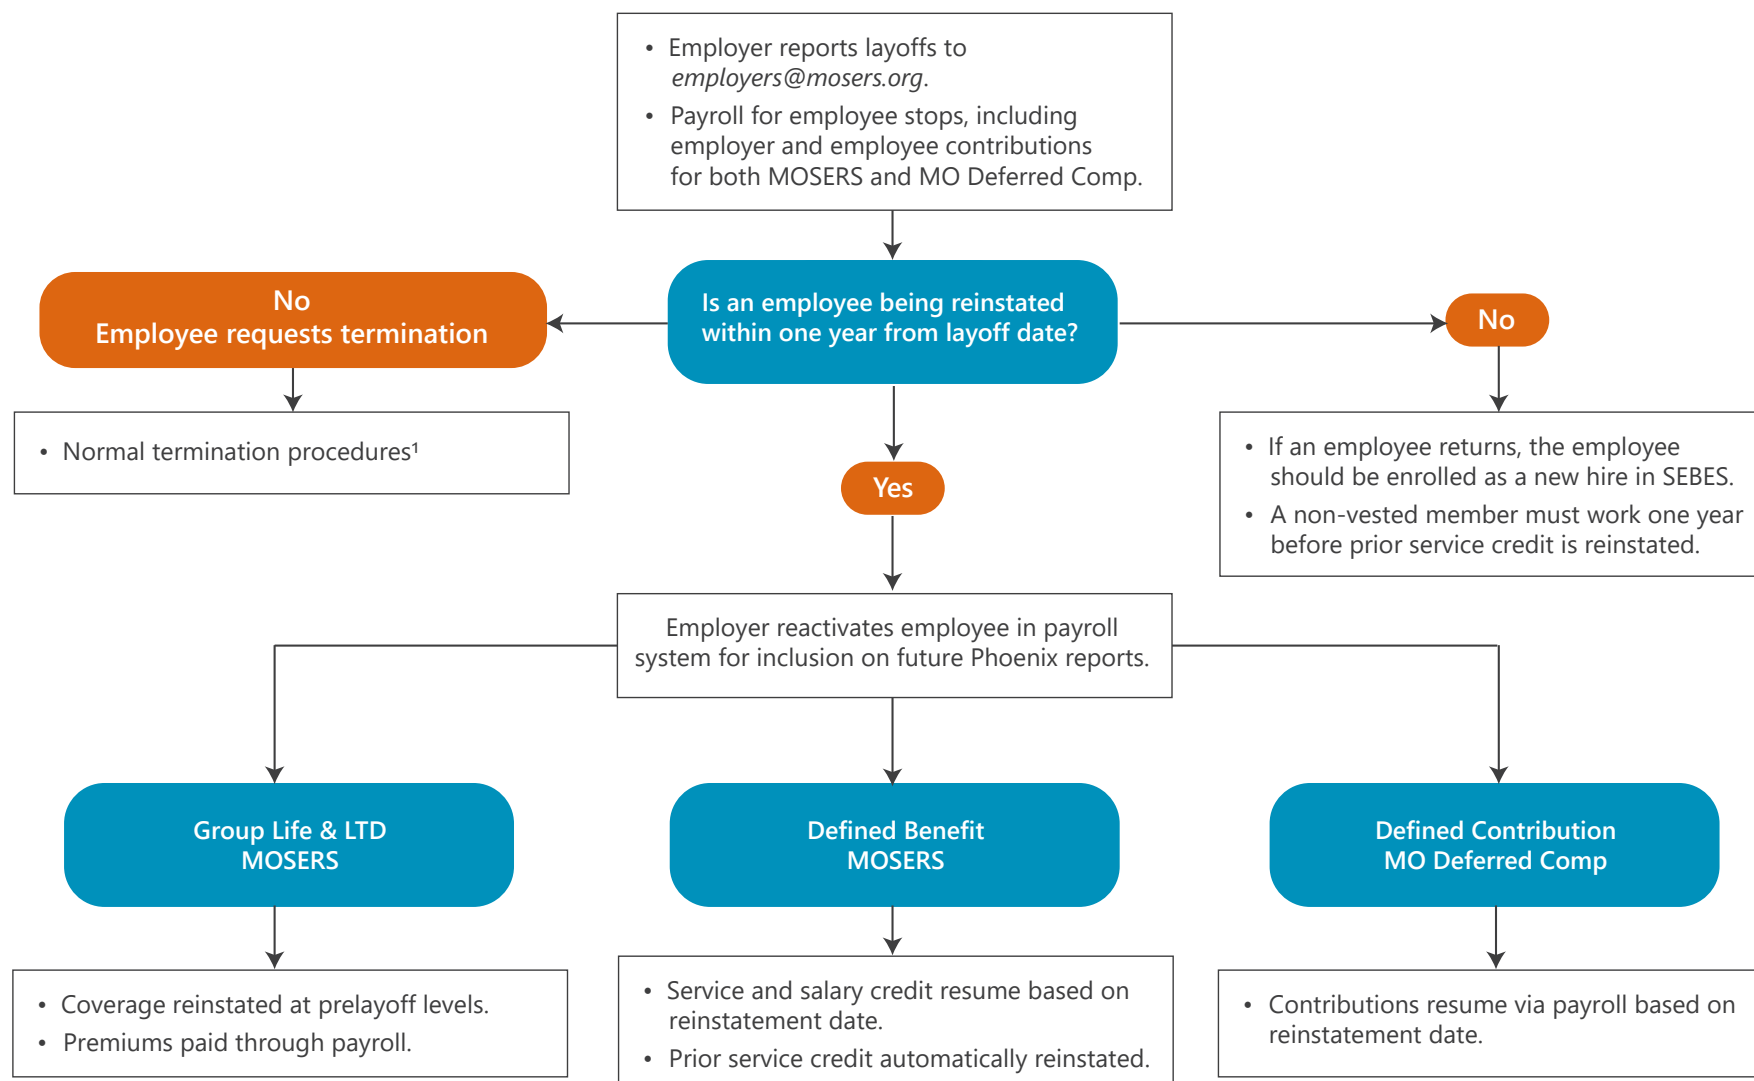 • Employer reports layoffs to
employers@mosers.org.
• Payroll for employee stops, including
employer and employee contributions
for both MOSERS and MO Deferred Comp.
No
Employee requests termination
Is an employee being reinstated
within one year from layoff date?
No
• Normal termination procedures¹
• If an employee returns, the employee
should be enrolled as a new hire in SEBES.
• A non-vested member must work one year
before prior service credit is reinstated.
Yes
Employer reactivates employee in payroll
system for inclusion on future Phoenix reports.
Group Life & LTD
MOSERS
Defined Benefit
MOSERS
Defined Contribution
MO Deferred Comp
• Coverage reinstated at prelayoff levels.
• Premiums paid through payroll.
• Service and salary credit resume based on
reinstatement date.
• Prior service credit automatically reinstated.
• Contributions resume via payroll based on
reinstatement date.